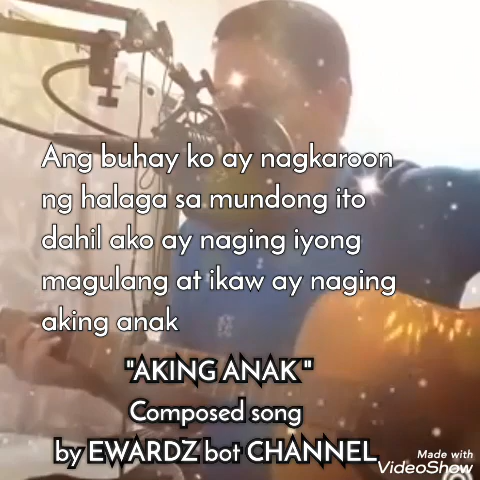 Ang buhay ko ay nagkaroon
ng halaga sa mundong ito
dahil ako ay naging iyong
magulang at ikaw ay naging
aking anak
"AKING ANAK"
Composed song
by EWARDZ bot CHANNEL
Made with
VideoShow